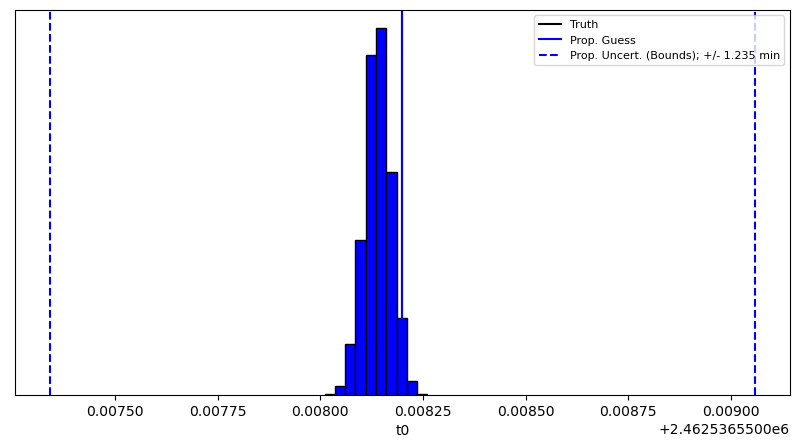 Truth
Prop. Guess
Prop. Uncert. (Bounds); +/- 1.235 min
0.00750 0.00775 0.00800 0.00825 0.00850 0.00875 0.00900
t0
+2.4625365500e6